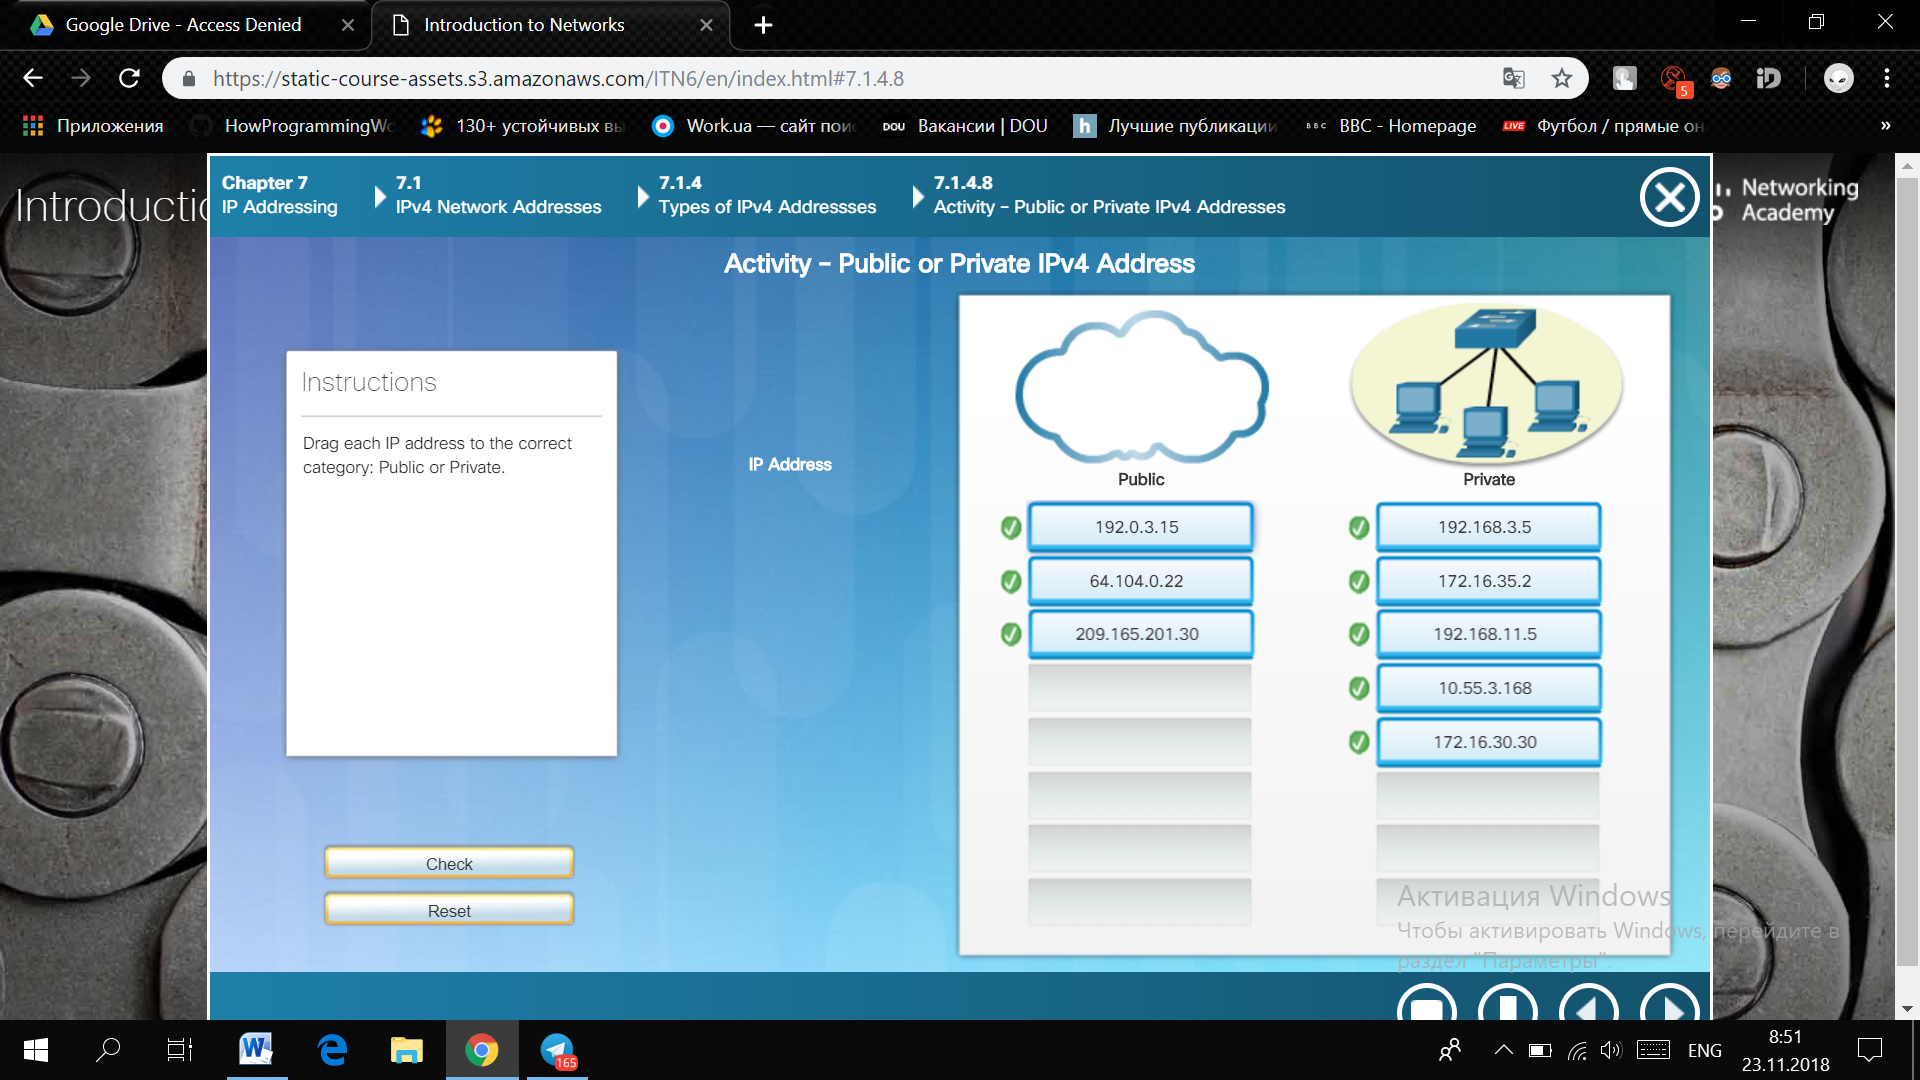 Google Drive - Access Denied
Introduction to Networks
https://static-course-assets.s3.amazonaws.com/ITN6/en/index.html#7.1.4.8
5
Приложения
HowProgrammingWo
130+ устойчивых вы
Work.ua — сайт пои
DOU Вакансии | DOU
h Лучшие публикации
BBC BBC - Homepage
LIVE Футбол / прямые он
Introductio
Chapter 7
IP Addressing
7.1
IPv4 Network Addresses
7.1.4
Types of IPv4 Addressses
7.1.4.8
Activity – Public or Private IPv4 Addresses
Networking
Academy
Activity – Public or Private IPv4 Address
Instructions
Drag each IP address to the correct
category: Public or Private.
IP Address
Public
Private
192.0.3.15
192.168.3.5
64.104.0.22
172.16.35.2
209.165.201.30
192.168.11.5
10.55.3.168
172.16.30.30
Check
Reset
Активация Windows
Чтобы активировать Windows, перейдите в
раздел "Параметры".
165
ENG
8:51
23.11.2018